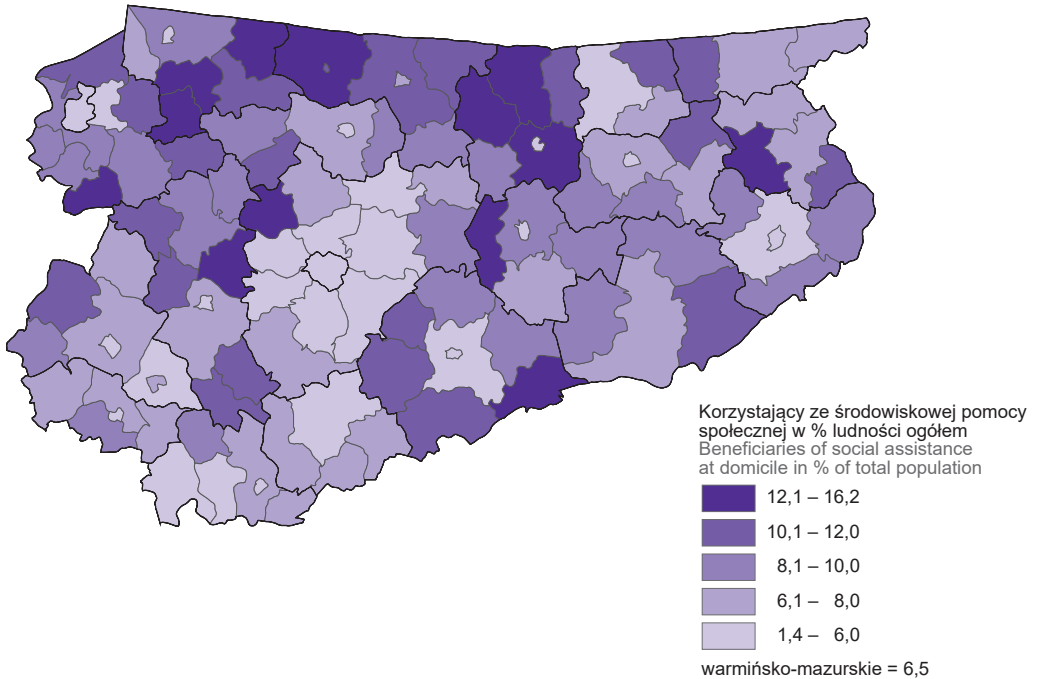 Korzystający ze środowiskowej pomocy
społecznej w % ludności ogółem
Beneficiaries of social assistance
at domicile in % of total population
12,1 – 16,2
10,1 – 12,0
8,1 – 10,0
6,1 – 8,0
1,4 – 6,0
warmińsko-mazurskie = 6,5